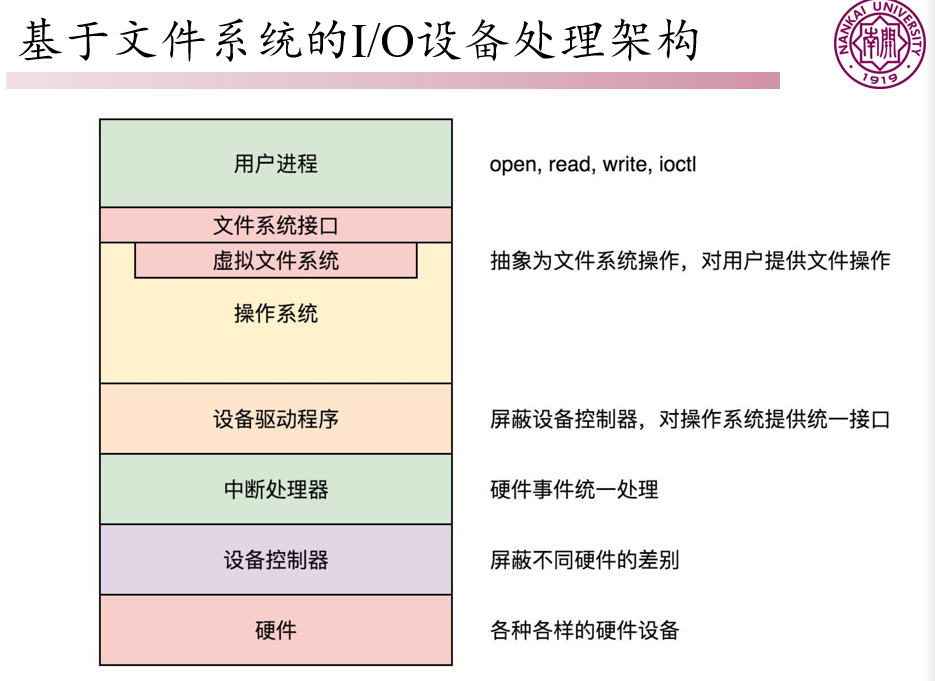 基于文件系统的I/O设备处理架构
NANKAI UNIVERSITY
南開
1919
用户进程
open, read, write, ioctl
文件系统接口
虚拟文件系统
抽象为文件系统操作，对用户提供文件操作
操作系统
设备驱动程序
屏蔽设备控制器，对操作系统提供统一接口
中断处理器
硬件事件统一处理
设备控制器
屏蔽不同硬件的差别
硬件
各种各样的硬件设备